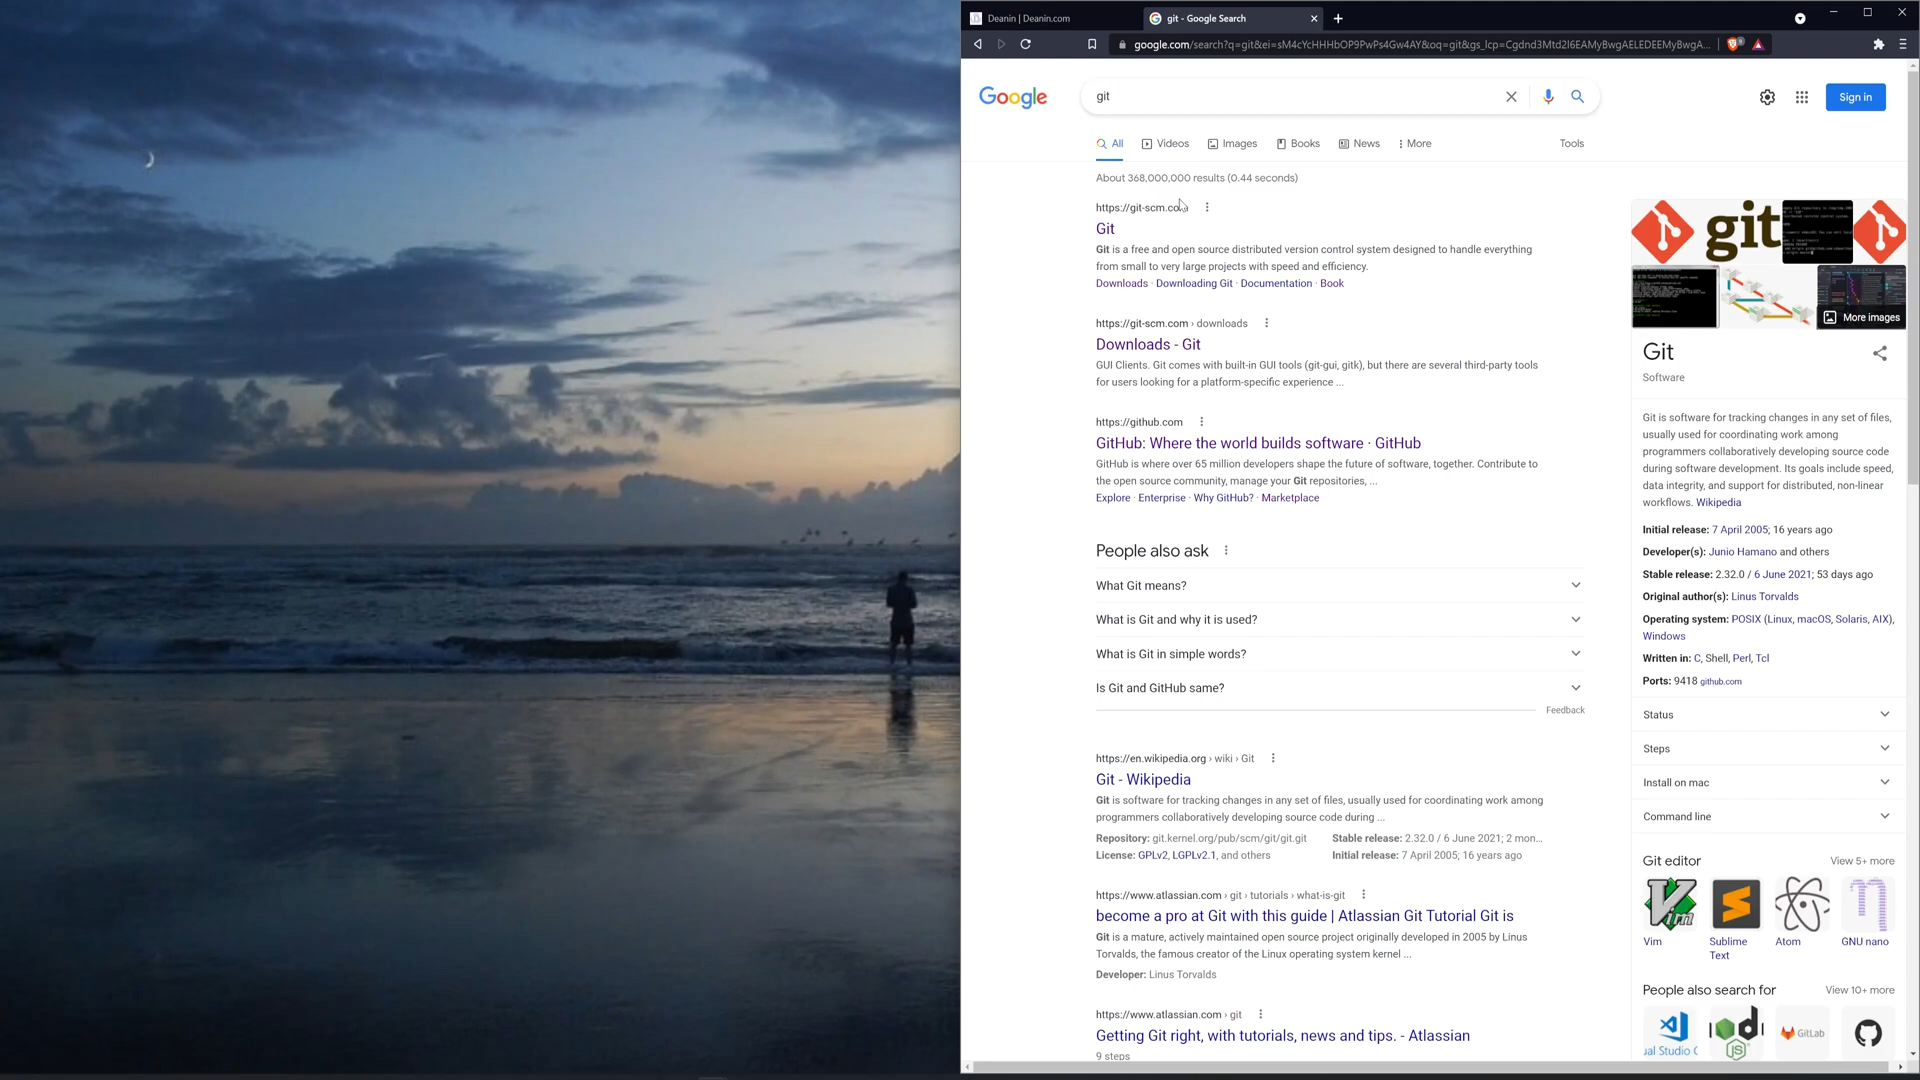 Deanin | Deanin.com
git - Google Search
google.com/search?q=git&ei=sM4cYcHHHbOP9PwPs4Gw4AY&oq=git&gs_lcp=Cgdnd3Mtd2l6EAMyBwgAELEDEEMyBwgA...
Google
git
Sign in
All
Videos
Images
Books
News
More
Tools
About 368,000,000 results (0.44 seconds)
https://git-scm.com
Git
Git is a free and open source distributed version control system designed to handle everything
from small to very large projects with speed and efficiency.
Downloads · Downloading Git · Documentation · Book
https://git-scm.com › downloads
Downloads - Git
GUI Clients. Git comes with built-in GUI tools (git-gui, gitk), but there are several third-party tools
for users looking for a platform-specific experience ...
https://github.com
GitHub: Where the world builds software · GitHub
GitHub is where over 65 million developers shape the future of software, together. Contribute to
the open source community, manage your Git repositories, ...
Explore · Enterprise · Why GitHub? · Marketplace
People also ask
What Git means?
What is Git and why it is used?
What is Git in simple words?
Is Git and GitHub same?
Feedback
https://en.wikipedia.org › wiki › Git
Git - Wikipedia
Git is software for tracking changes in any set of files, usually used for coordinating work among
programmers collaboratively developing source code during ...
Repository: git.kernel.org/pub/scm/git/git.git
Stable release: 2.32.0 / 6 June 2021; 2 mon...
License: GPLv2, LGPLv2.1, and others
Initial release: 7 April 2005; 16 years ago
https://www.atlassian.com › git › tutorials › what-is-git
become a pro at Git with this guide | Atlassian Git Tutorial Git is
Git is a mature, actively maintained open source project originally developed in 2005 by Linus
Torvalds, the famous creator of the Linux operating system kernel ...
Developer: Linus Torvalds
https://www.atlassian.com › git
Getting Git right, with tutorials, news and tips. - Atlassian
9 steps
git
More images
Git
Software
Git is software for tracking changes in any set of files,
usually used for coordinating work among
programmers collaboratively developing source code
during software development. Its goals include speed,
data integrity, and support for distributed, non-linear
workflows. Wikipedia
Initial release: 7 April 2005; 16 years ago
Developer(s): Junio Hamano and others
Stable release: 2.32.0 / 6 June 2021; 53 days ago
Original author(s): Linus Torvalds
Operating system: POSIX (Linux, macOS, Solaris, AIX),
Windows
Written in: C, Shell, Perl, Tcl
Ports: 9418 github.com
Status
Steps
Install on mac
Command line
Git editor
View 5+ more
Vim
Sublime
Text
Atom
GNU nano
People also search for
View 10+ more
ual Studio C
GitLab